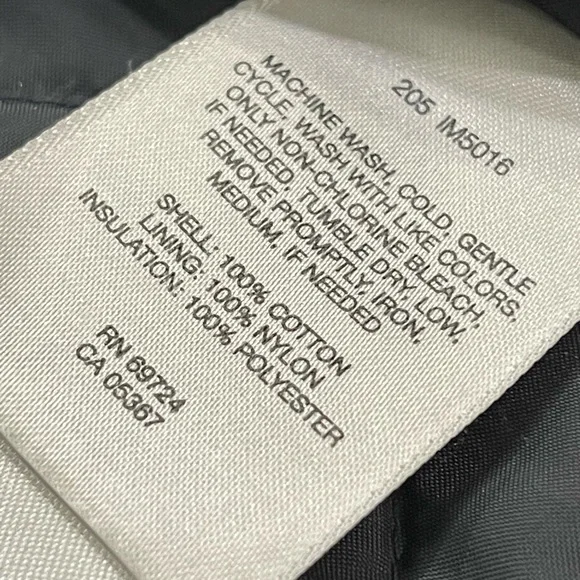 205 IM5016
MACHINE WASH, COLD, GENTLE
CYCLE, WASH WITH LIKE COLORS,
ONLY NON-CHLORINE BLEACH,
IF NEEDED, TUMBLE DRY, LOW,
REMOVE PROMPTLY, IRON,
MEDIUM, IF NEEDED
SHELL: 100% COTTON
LINING: 100% NYLON
INSULATION: 100% POLYESTER
RN 69724
CA 05367